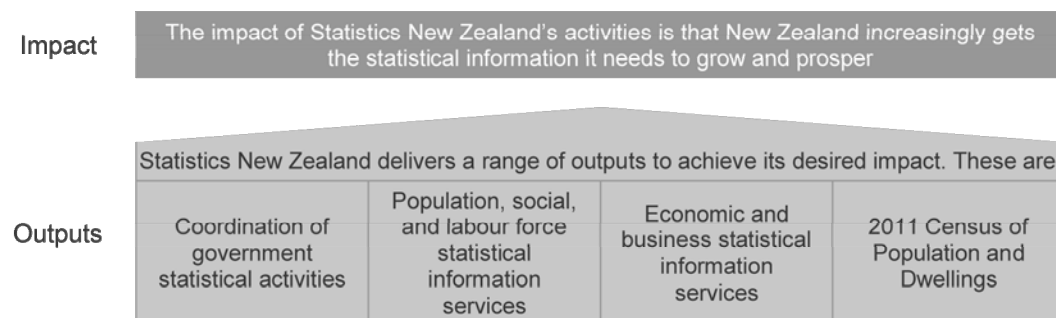 Impact
The impact of Statistics New Zealand's activities is that New Zealand increasingly gets
the statistical information it needs to grow and prosper
Statistics New Zealand delivers a range of outputs to achieve its desired impact. These are
Outputs
Coordination of
government
statistical activities
Population, social,
and labour force
statistical
information
services
Economic and
business statistical
information
services
2011 Census of
Population and
Dwellings